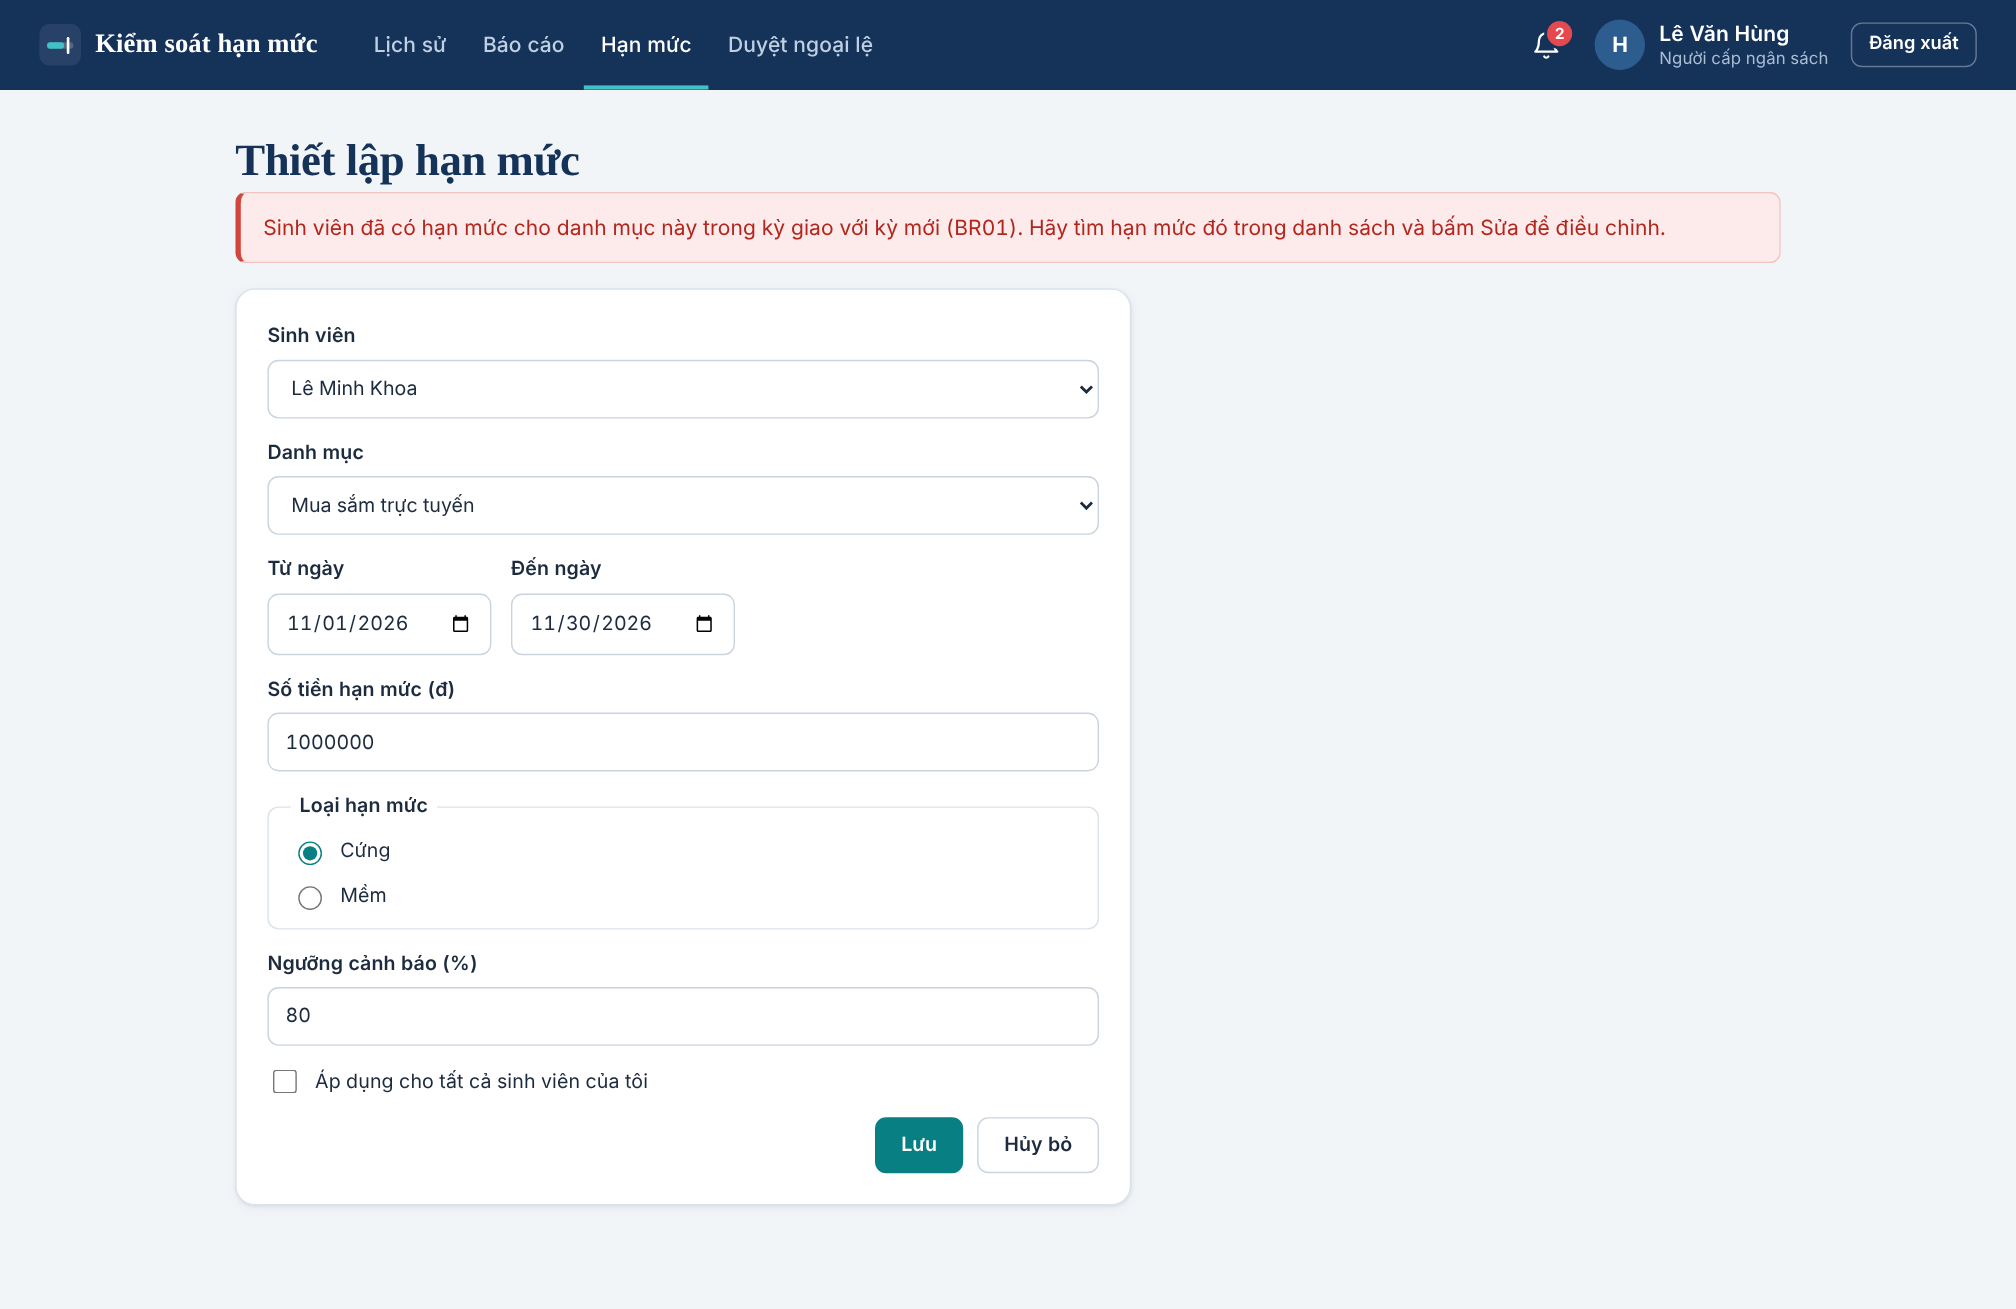 Kiểm soát hạn mức
Lịch sử
Báo cáo
Hạn mức
Duyệt ngoại lệ
2
H
Lê Văn Hùng
Người cấp ngân sách
Đăng xuất
Thiết lập hạn mức
Sinh viên đã có hạn mức cho danh mục này trong kỳ giao với kỳ mới (BR01). Hãy tìm hạn mức đó trong danh sách và bấm Sửa để điều chỉnh.
Sinh viên
Lê Minh Khoa
Danh mục
Mua sắm trực tuyến
Từ ngày
Đến ngày
11/01/2026
11/30/2026
Số tiền hạn mức (đ)
1000000
Loại hạn mức
Cứng
Mềm
Ngưỡng cảnh báo (%)
80
Áp dụng cho tất cả sinh viên của tôi
Lưu
Hủy bỏ